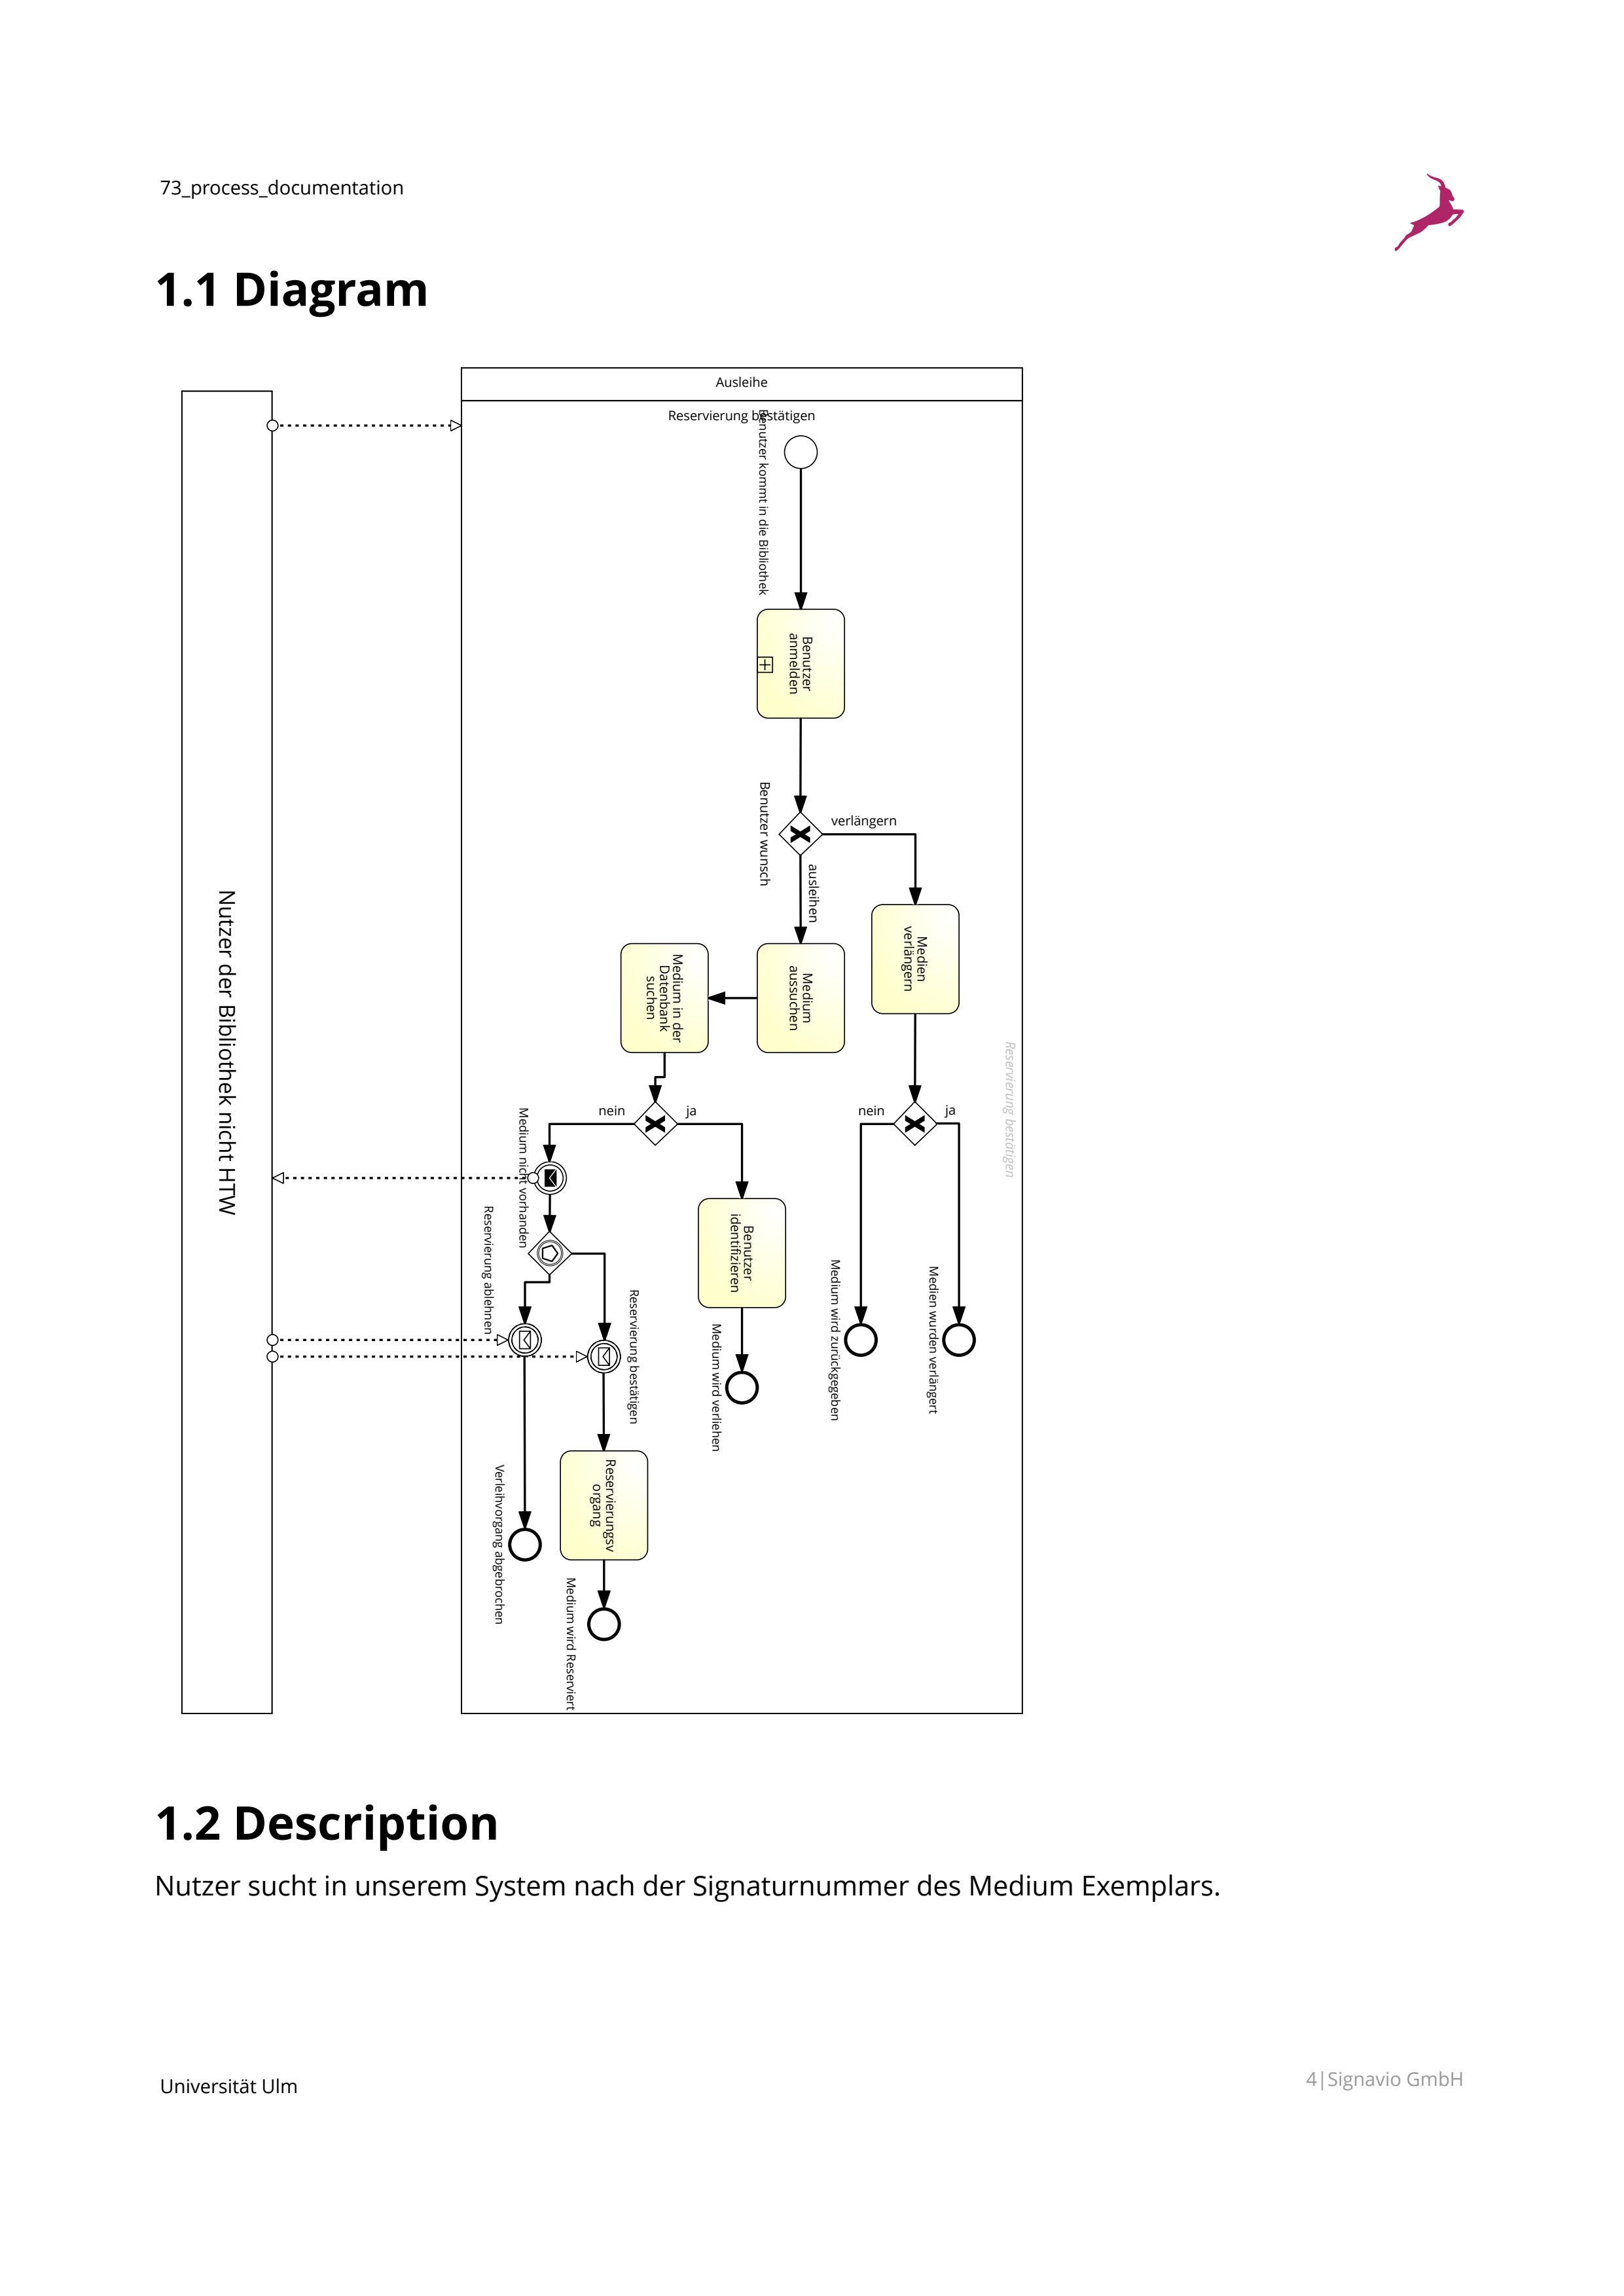 73_process_documentation
1.1 Diagram
Ausleihe
Reservierung bestätigen
Benutzer kommt in die Bibliothek
Benutzer
anmelden
Benutzer wunsch
verlängern
ausleihen
Medien
verlängern
Medium
aussuchen
Medium in der
Datenbank
suchen
Reservierung bestätigen
nein
ja
nein
ja
Medium nicht vorhanden
Nutzer der Bibliothek nicht HTW
Benutzer
identifizieren
Reservierung ablehnen
Reservierung bestätigen
Medium wird verliehen
Medium wird zurückgegeben
Medien wurden verlängert
Reservierungsv
organg
Verleihvorgang abgebrochen
Medium wird Reserviert
1.2 Description
Nutzer sucht in unserem System nach der Signaturnummer des Medium Exemplars.
Universität Ulm
4|Signavio GmbH